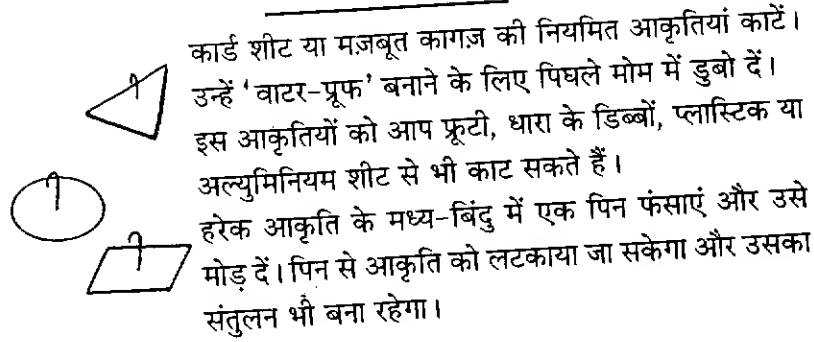 कार्ड शीट या मज़बूत कागज़ की नियमित आकृतियां काटें।
उन्हें ‘वाटर-प्रूफ’ बनाने के लिए पिघले मोम में डुबो दें।
इस आकृतियों को आप फ्रूटी, धारा के डिब्बों, प्लास्टिक या
अल्युमिनियम शीट से भी काट सकते हैं।
हरेक आकृति के मध्य-बिंदु में एक पिन फंसाएं और उसे
मोड़ दें। पिन से आकृति को लटकाया जा सकेगा और उसका
संतुलन भी बना रहेगा।